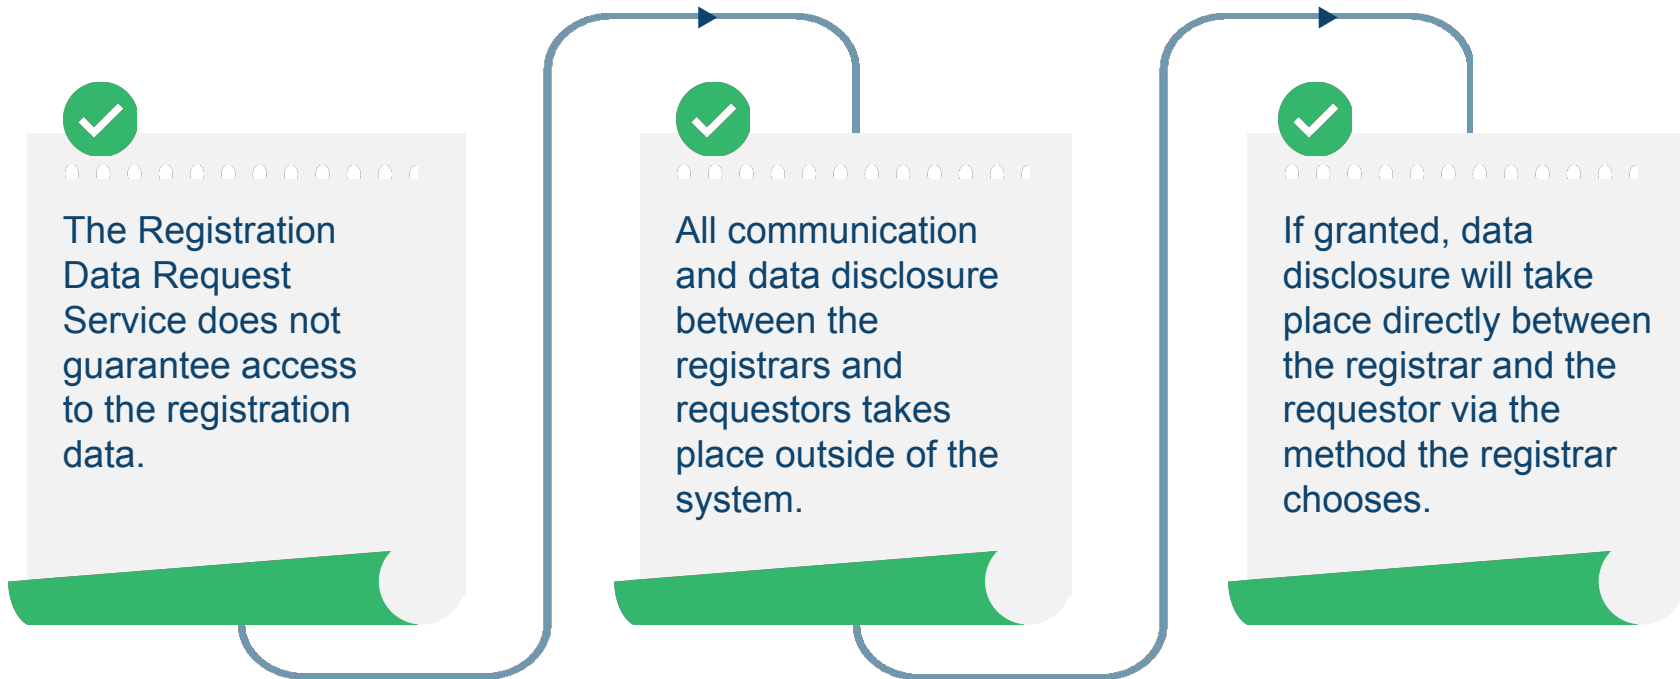 The Registration
Data Request
Service does not
guarantee access
to the registration
data.
All communication
and data disclosure
between the
registrars and
requestors takes
place outside of the
system.
If granted, data
disclosure will take
place directly between
the registrar and the
requestor via the
method the registrar
chooses.